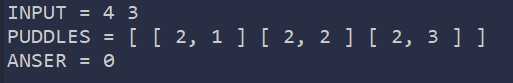 INPUT = 4 3
PUDDLES = [ [ 2, 1 ] [ 2, 2 ] [ 2, 3 ] ]
ANSER = 0